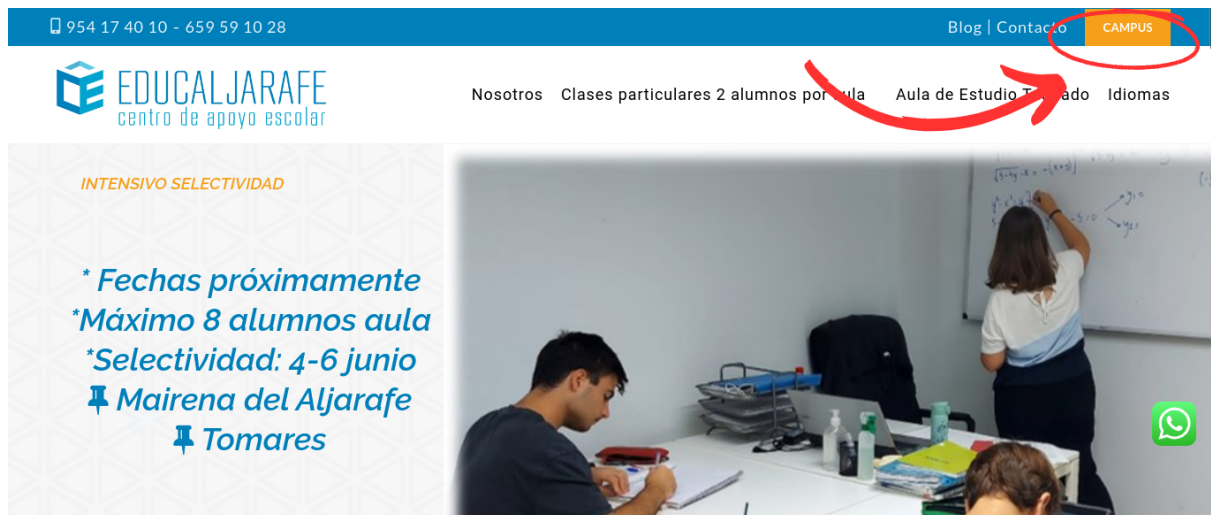 954 17 40 10 - 659 59 10 28
Blog | Contacto
CAMPUS
EDUCALJARAFE
centro de apoyo escolar
Nosotros Clases particulares 2 alumnos por aula Aula de Estudio Idiomas
INTENSIVO SELECTIVIDAD
* Fechas próximamente
*Máximo 8 alumnos aula
*Selectividad: 4-6 junio
Mairena del Aljarafe
Tomares